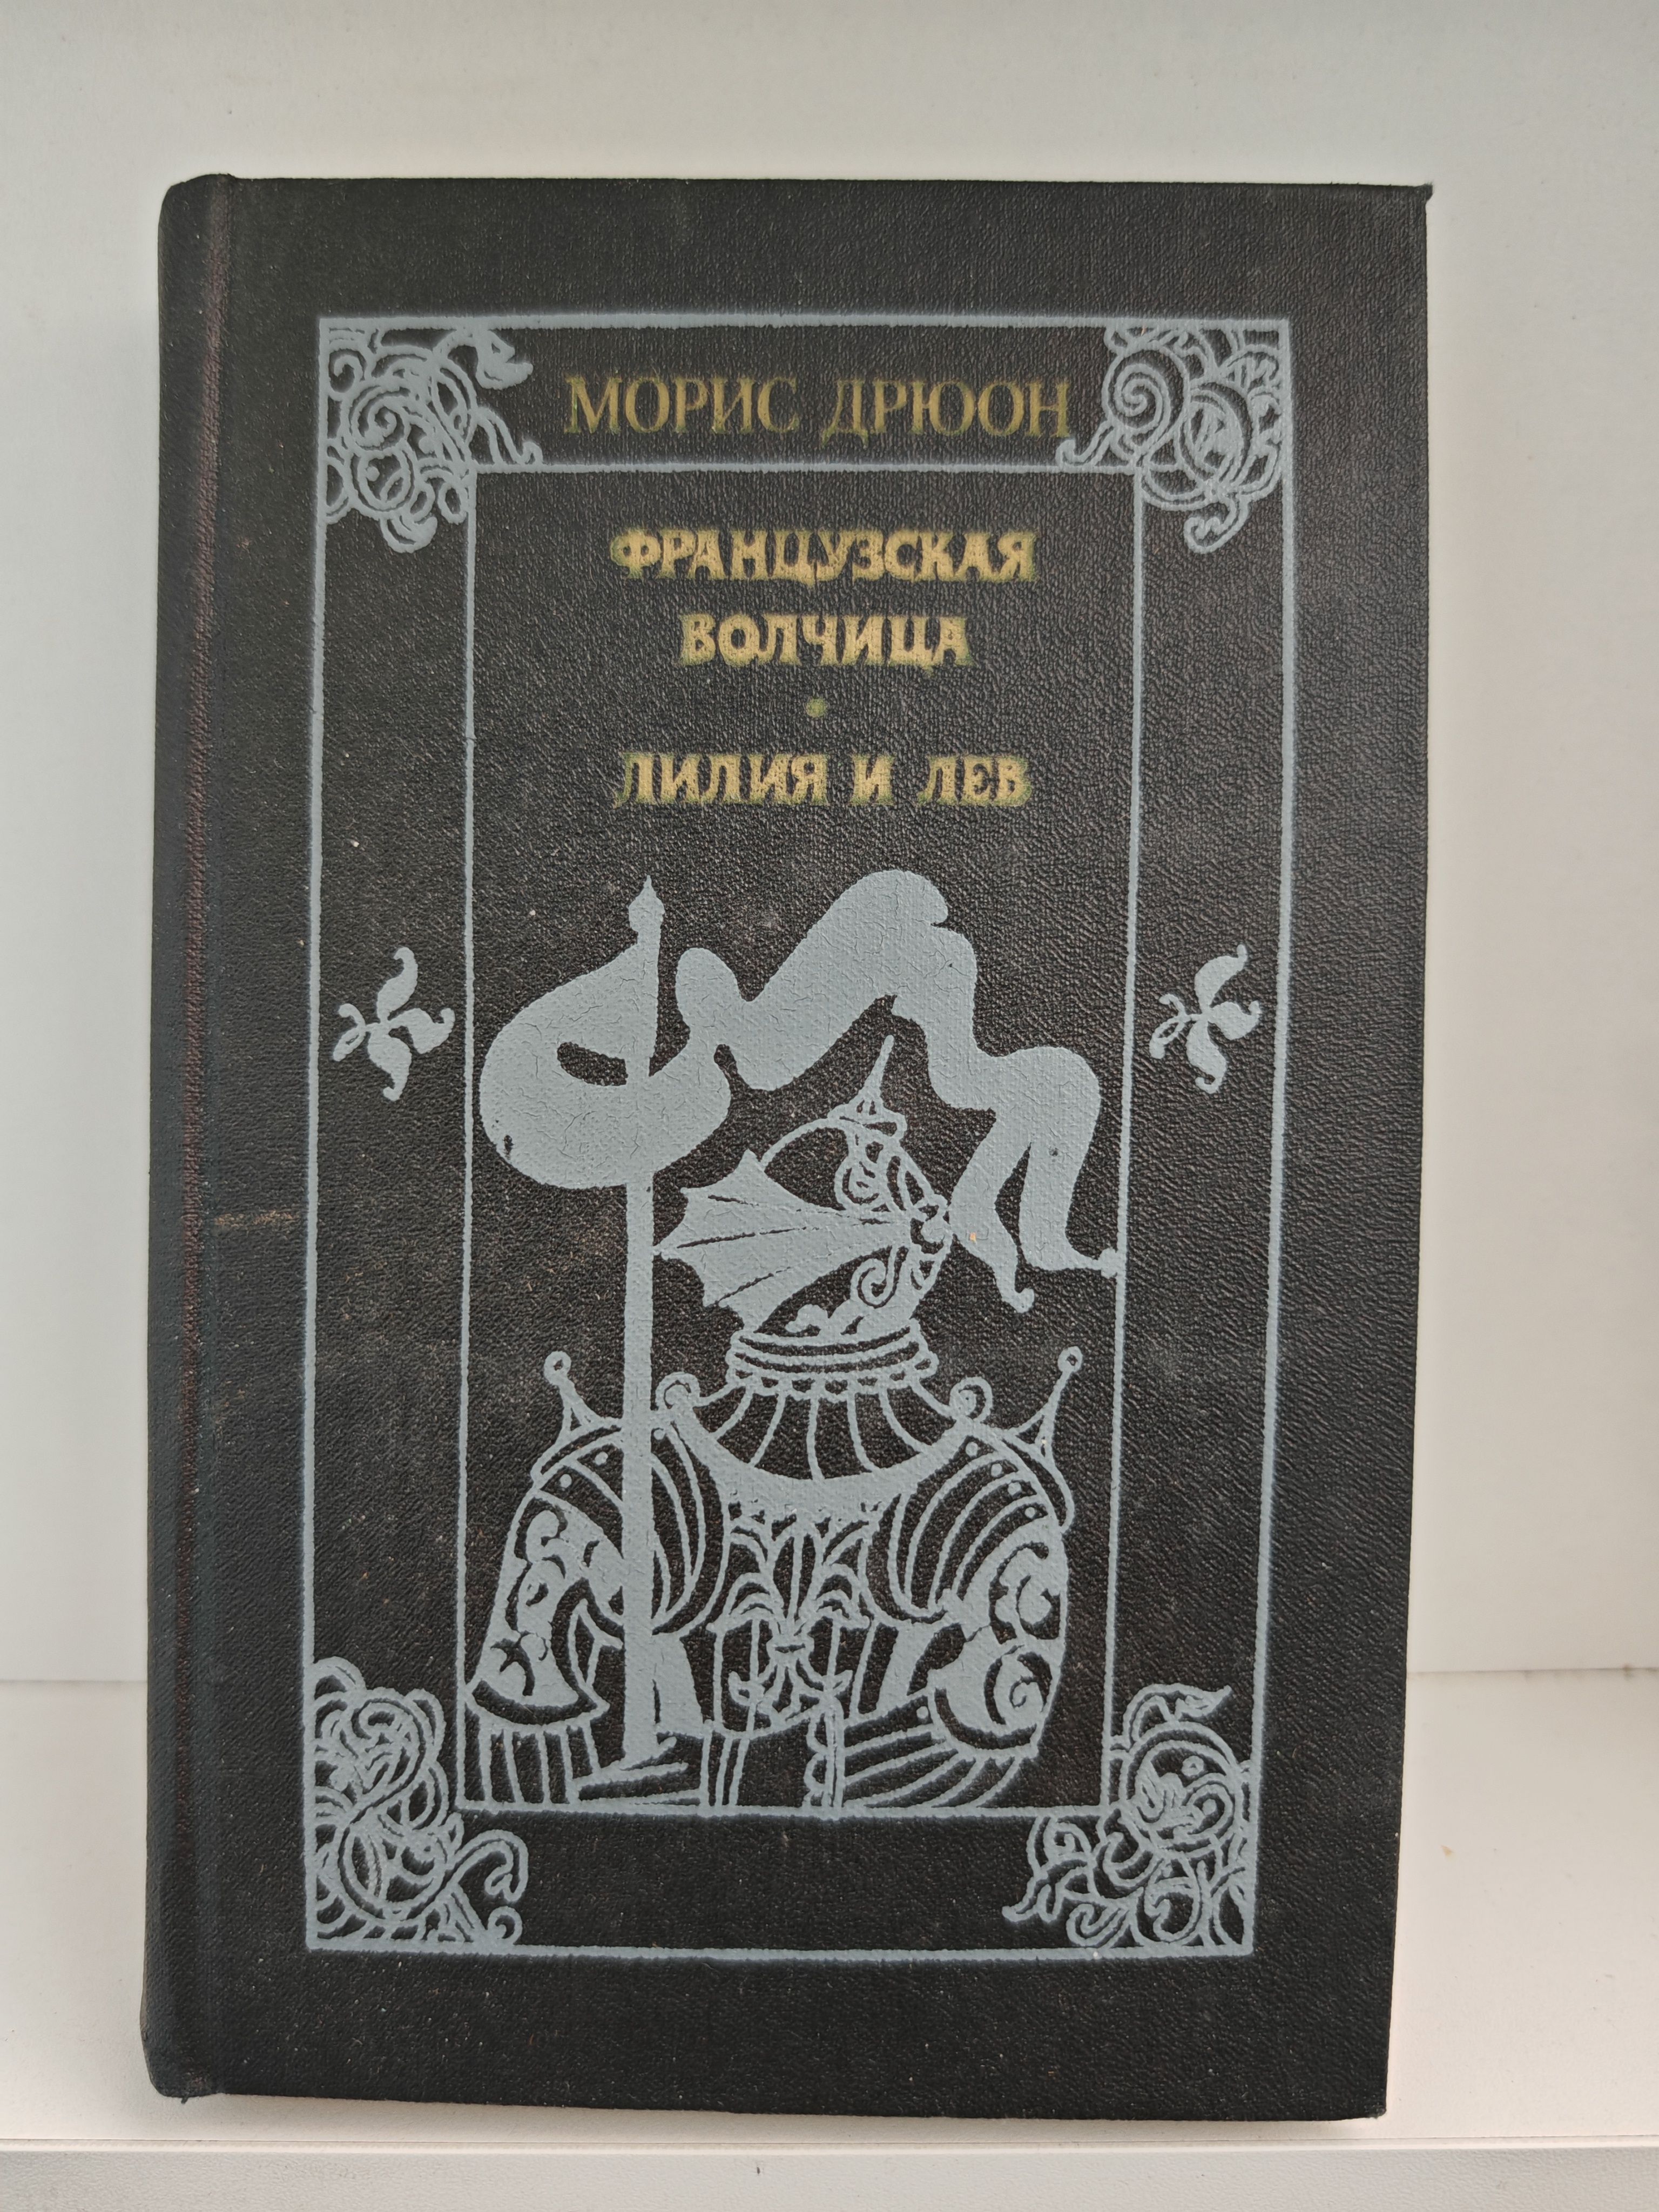 МОРИС ДРЮОН
ФРАНЦУЗСКАЯ
ВОЛЧИЦА
•
ЛИЛИЯ И ЛЕВ